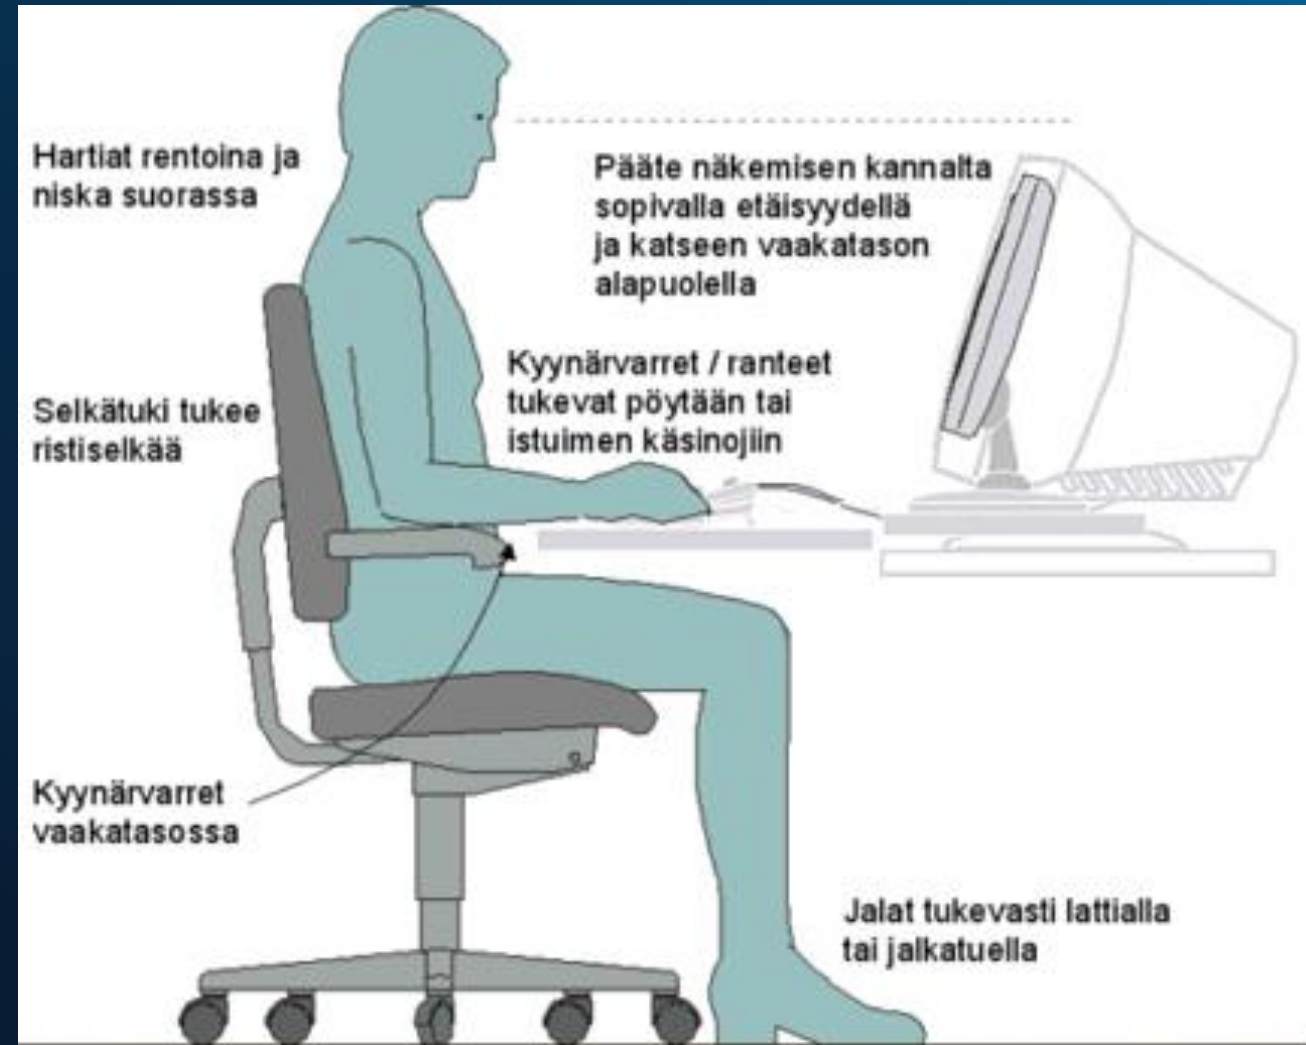 Hartiat rentoina ja
niska suorassa
Pääte näkemisen kannalta
sopivalla etäisyydellä
ja katseen vaakatason
alapuolella
Kyynärvarret / ranteet
tukevat pöytään tai
istuimen käsinojiin
Selkätuki tukee
ristiselkää
Kyynärvarret
vaakatasossa
Jalat tukevasti lattialla
tai jalkatuella